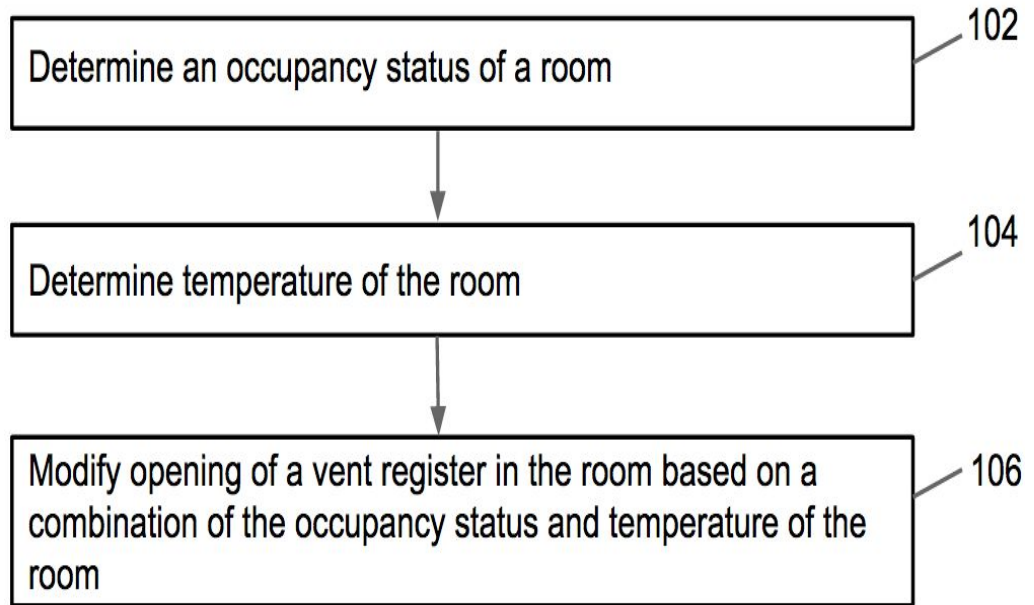 102
Determine an occupancy status of a room
104
Determine temperature of the room
106
Modify opening of a vent register in the room based on a
combination of the occupancy status and temperature of the
room